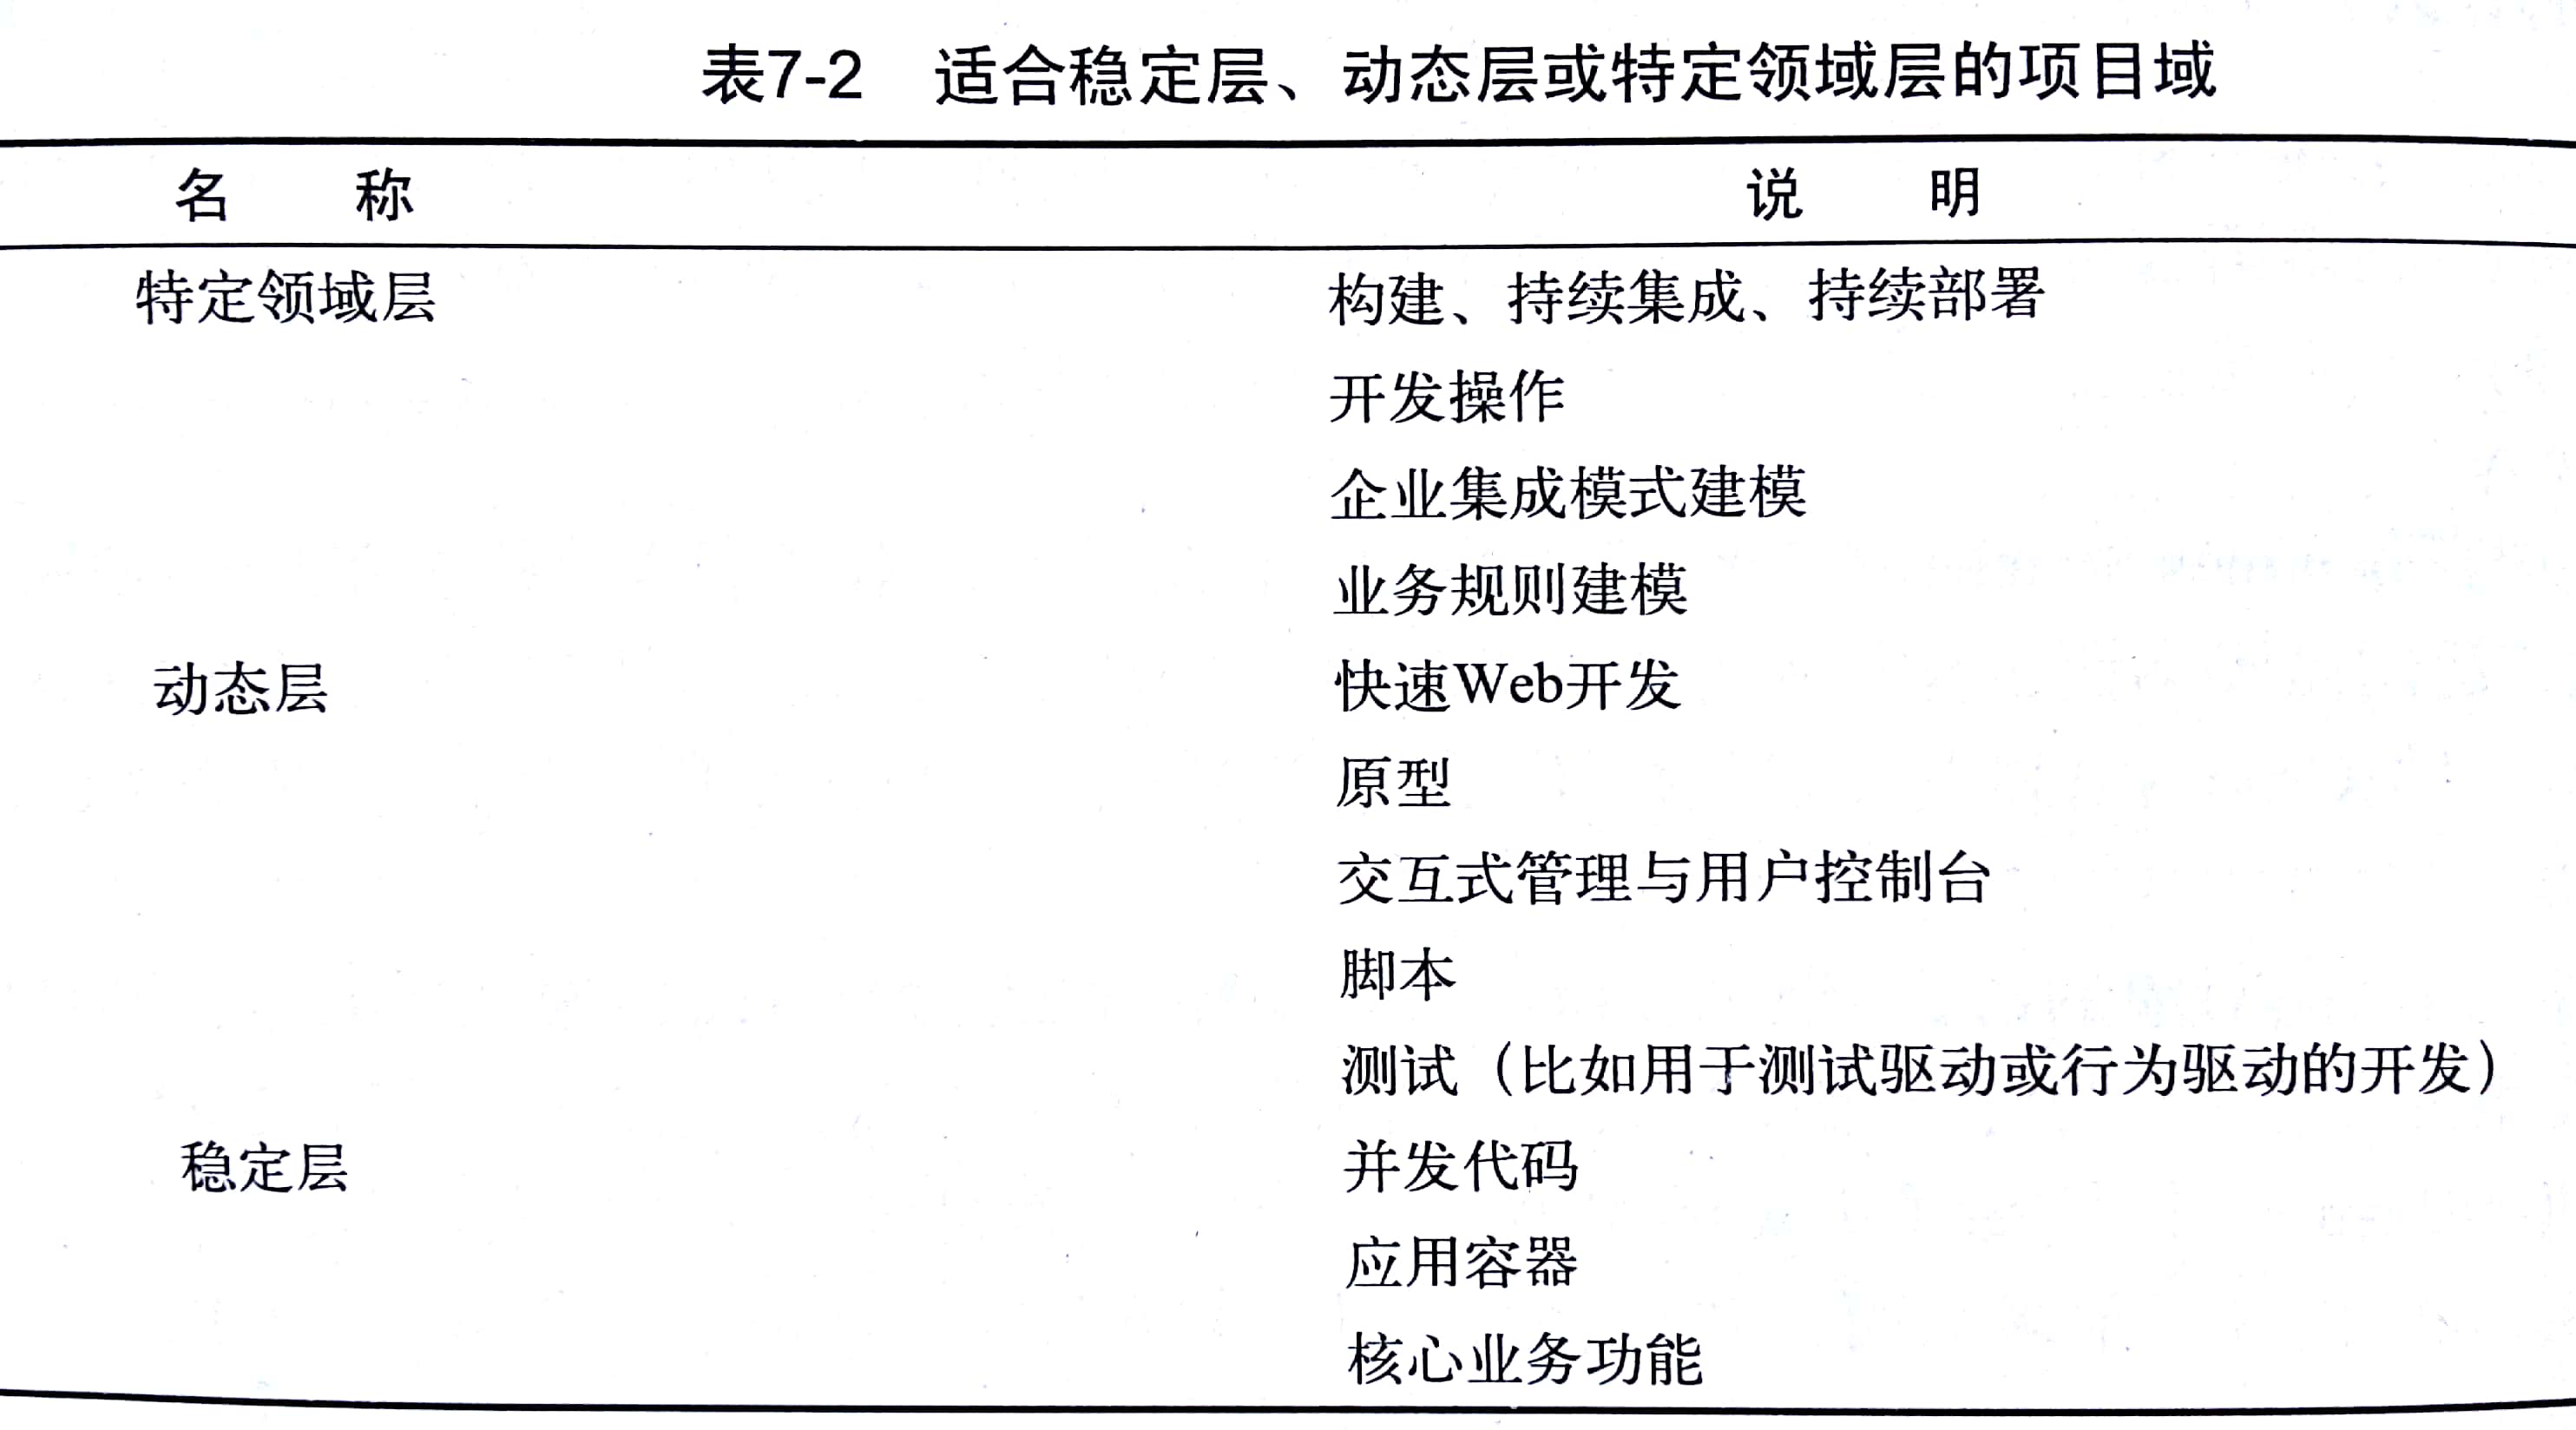 表7-2 适合稳定层、动态层或特定领域层的项目域
名 称 说 明
特定领域层 构建、持续集成、持续部署
开发操作
企业集成模式建模
业务规则建模
动态层 快速Web开发
原型
交互式管理与用户控制台
脚本
测试（比如用于测试驱动或行为驱动的开发）
稳定层 并发代码
应用容器
核心业务功能